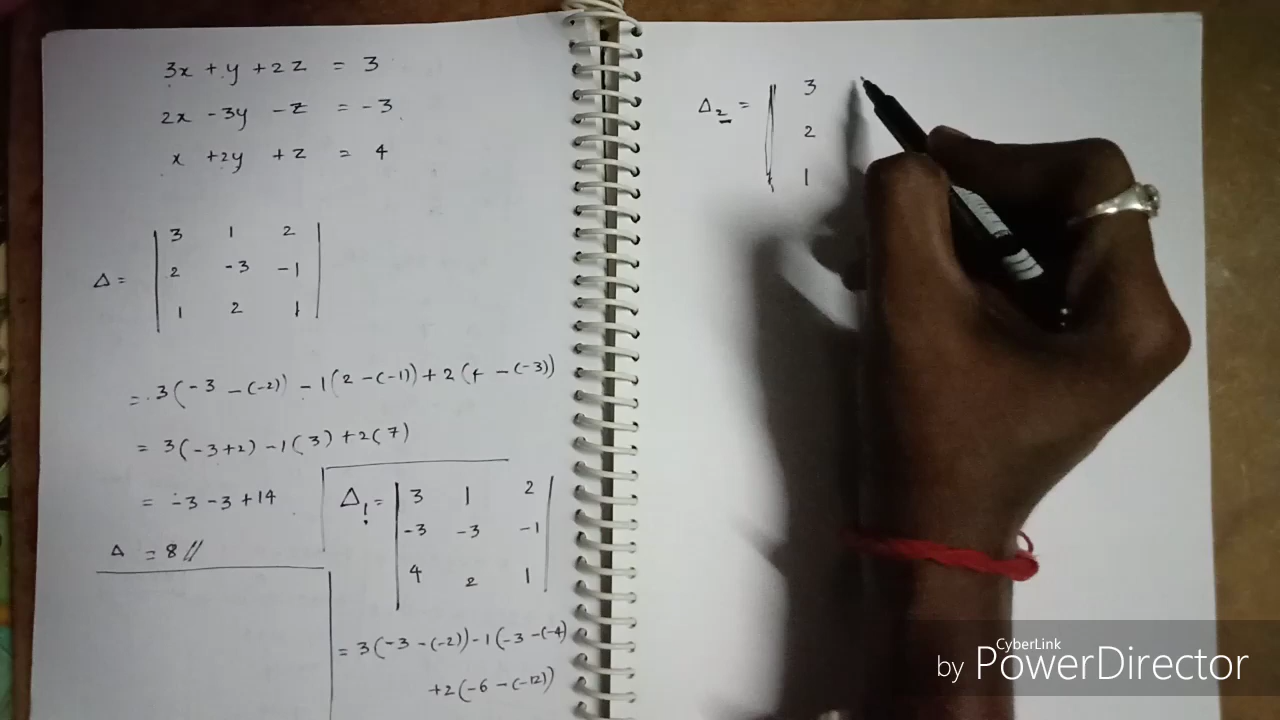 3x + y + 2z = 3
2x - 3y - z = -3
x + 2y + z = 4
Δ = | 3 1 2 |
| 2 -3 -1 |
| 1 2 1 |
= 3(-3 - (-2)) - 1(2 - (-1)) + 2(4 - (-3))
= 3(-3+2) - 1(3) + 2(7)
= -3 - 3 + 14
Δ = 8//
Δ1 = | 3 1 2 |
| -3 -3 -1 |
| 4 2 1 |
= 3(-3 - (-2)) - 1(-3 - (-4)
+ 2(-6 - (-12))
Δ2 = | 3
2
1
CyberLink
by PowerDirector